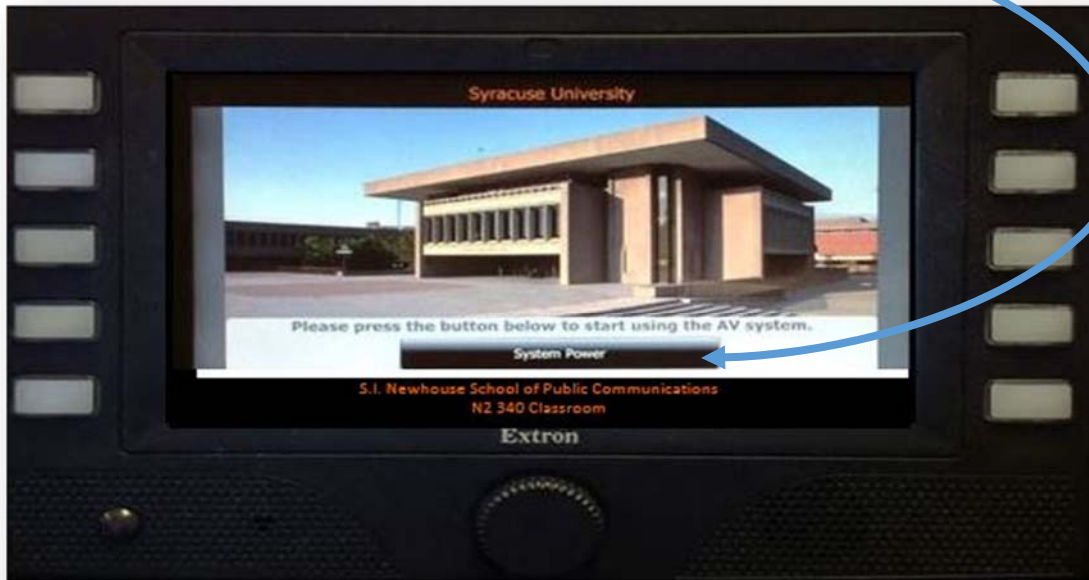 Syracuse University
Please press the button below to start using the AV system.
System Power
S.I. Newhouse School of Public Communications
N2 340 Classroom
Extron